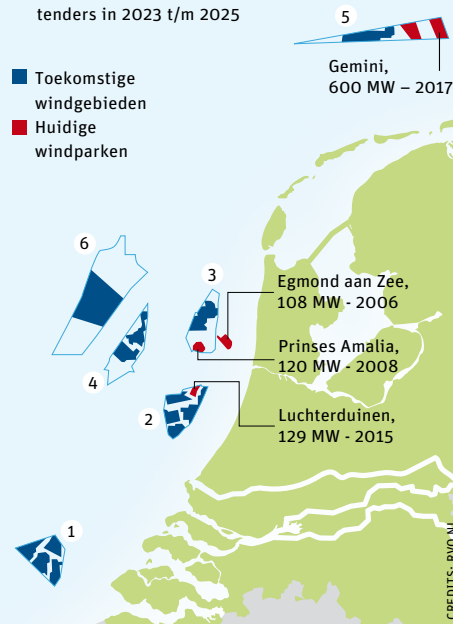 tenders in 2023 t/m 2025
5
Gemini,
600 MW – 2017
Toekomstige
windgebieden
Huidige
windparken
6
3
Egmond aan Zee,
108 MW - 2006
Prinses Amalia,
120 MW - 2008
4
2
Luchterduinen,
129 MW - 2015
1
CREDITS: RVO.NL